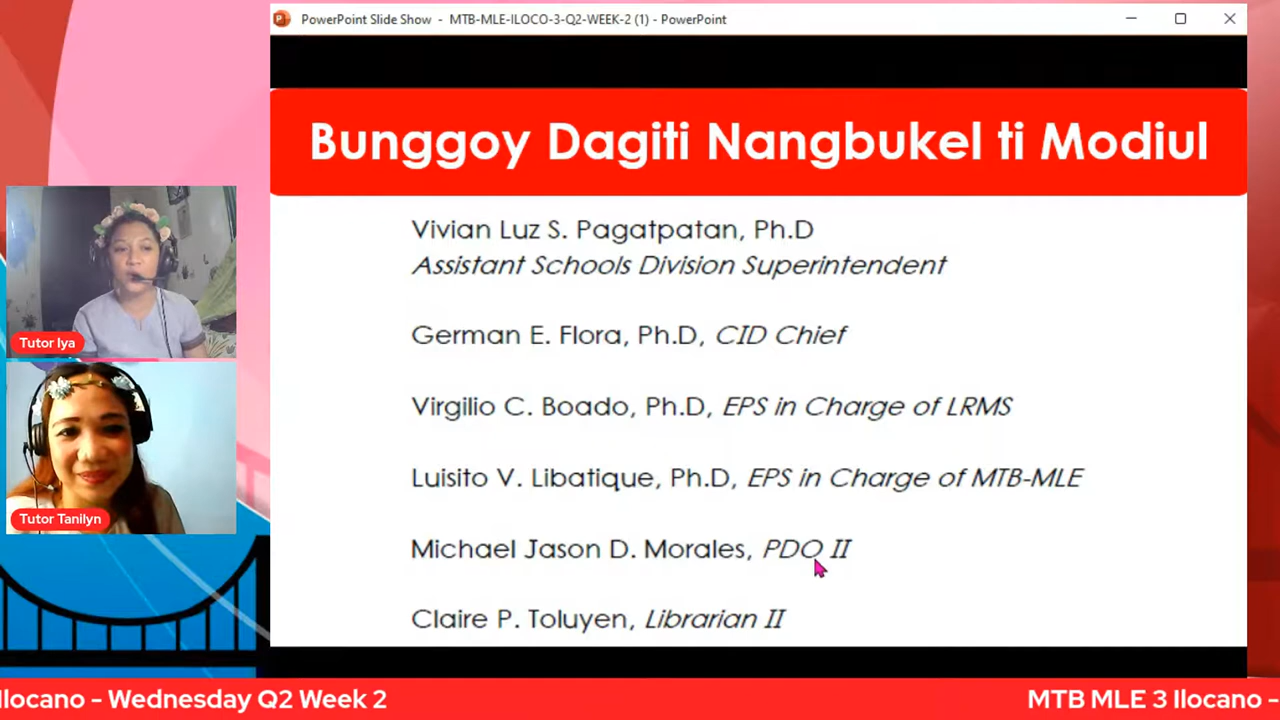 PowerPoint Slide Show - MTB-MLE-ILOCO-3-Q2-WEEK-2 (1) - PowerPoint
Bunggoy Dagiti Nangbukel ti Modiul
Vivian Luz S. Pagatpatan, Ph.D
Assistant Schools Division Superintendent
German E. Flora, Ph.D, CID Chief
Virgilio C. Boado, Ph.D, EPS in Charge of LRMS
Luisito V. Libatique, Ph.D, EPS in Charge of MTB-MLE
Michael Jason D. Morales, PDO II
Claire P. Toluyen, Librarian II
Tutor Iya
Tutor Tanilyn
Ilocano - Wednesday Q2 Week 2
MTB MLE 3 Ilocano -